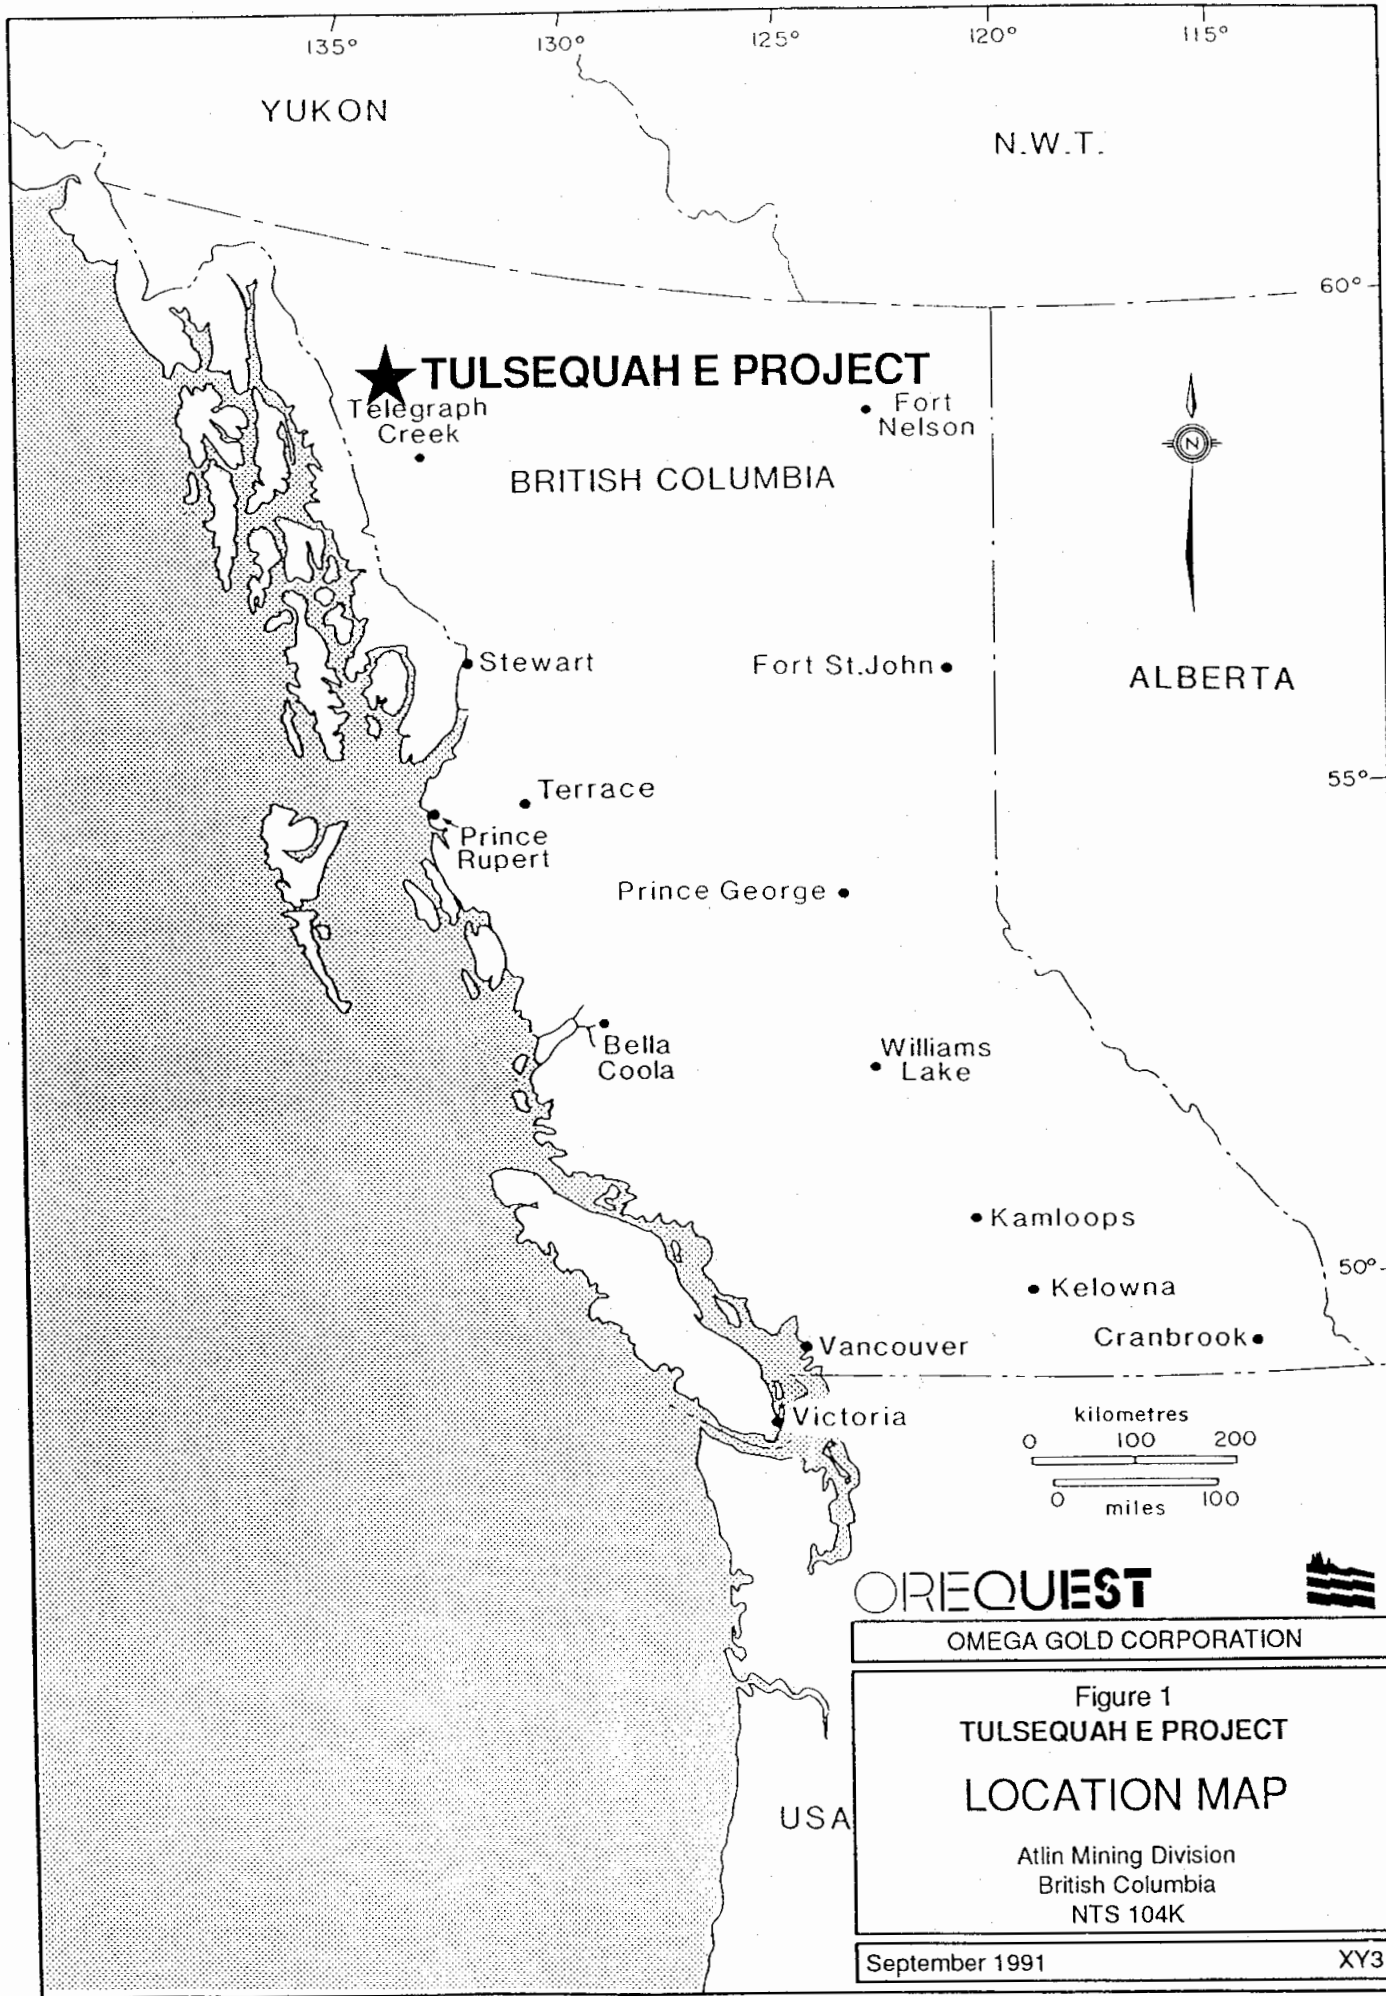 135°
130°
125°
120°
115°
YUKON
N.W.T.
60°
TULSEQUAH E PROJECT
Telegraph
Creek
Fort
Nelson
BRITISH COLUMBIA
N
Stewart
Fort St.John
ALBERTA
55°
Terrace
Prince
Rupert
Prince George
Bella
Coola
Williams
Lake
Kamloops
50°
Kelowna
Cranbrook
Vancouver
Victoria
kilometres
0 100 200
0 100
miles
OREQUEST
OMEGA GOLD CORPORATION
Figure 1
TULSEQUAH E PROJECT
LOCATION MAP
USA
Atlin Mining Division
British Columbia
NTS 104K
September 1991 XY3